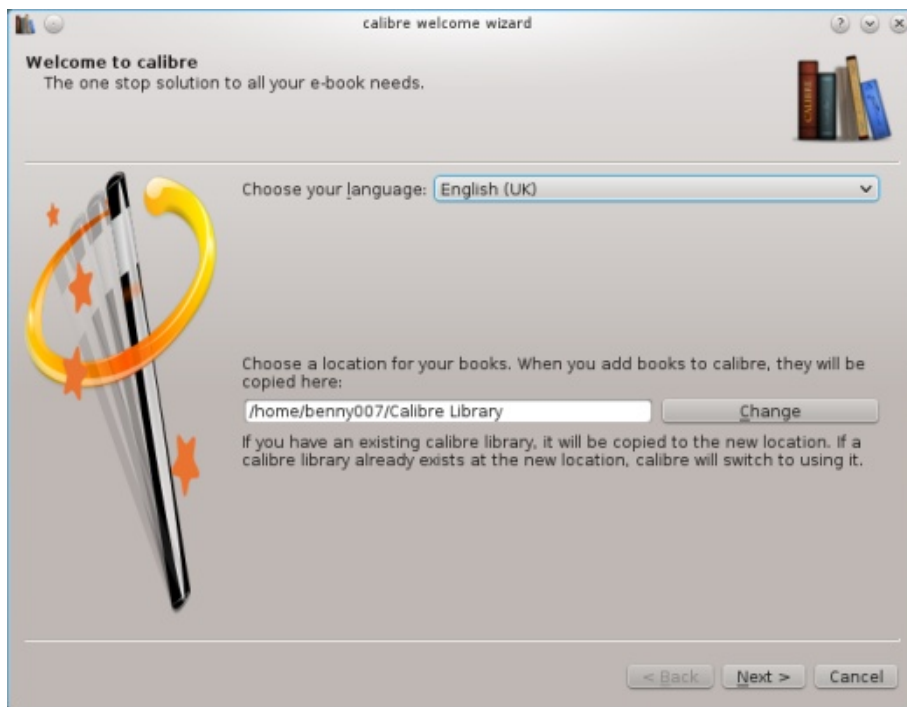 calibre welcome wizard
Welcome to calibre
The one stop solution to all your e-book needs.
CALIBRE
Choose your language: English (UK)
Choose a location for your books. When you add books to calibre, they will be
copied here:
/home/benny007/Calibre Library Change
If you have an existing calibre library, it will be copied to the new location. If a
calibre library already exists at the new location, calibre will switch to using it.
< Back Next > Cancel